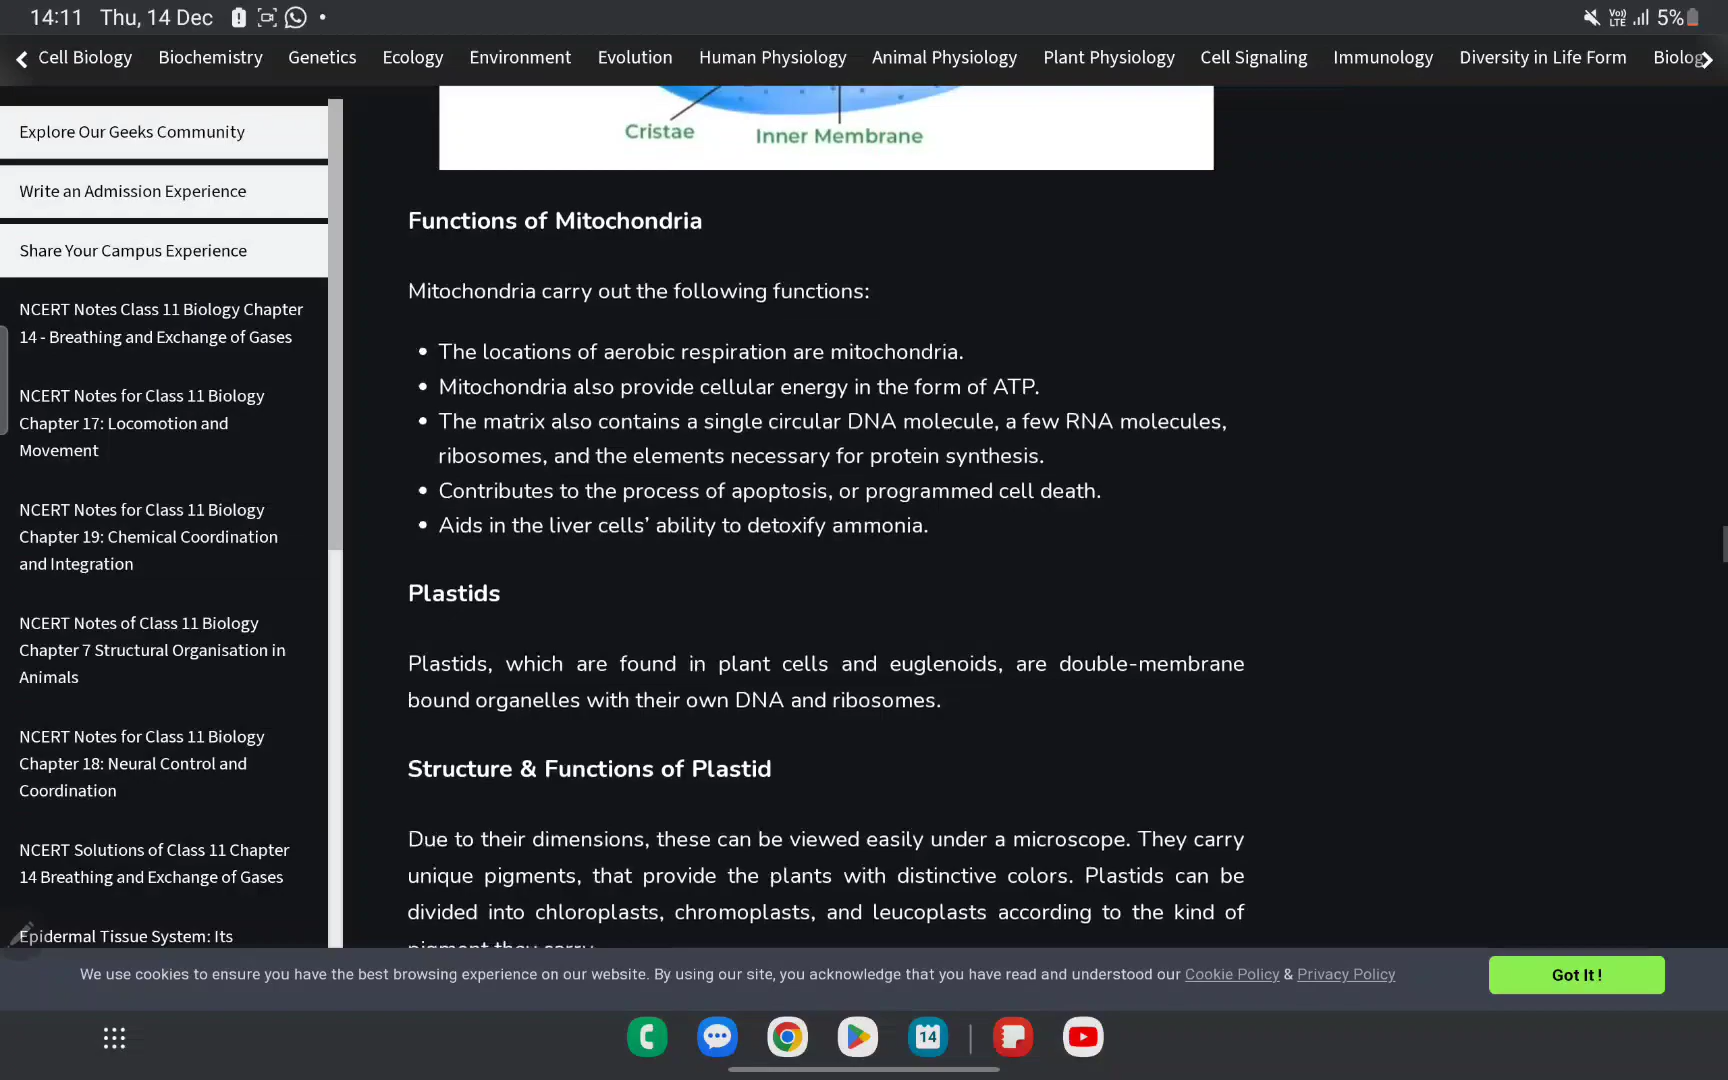 14:11 Thu, 14 Dec
Vo)) LTE 5%
Cell Biology Biochemistry Genetics Ecology Environment Evolution Human Physiology Animal Physiology Plant Physiology Cell Signaling Immunology Diversity in Life Form Biolog
Explore Our Geeks Community
Write an Admission Experience
Share Your Campus Experience
NCERT Notes Class 11 Biology Chapter
14 - Breathing and Exchange of Gases
NCERT Notes for Class 11 Biology
Chapter 17: Locomotion and
Movement
NCERT Notes for Class 11 Biology
Chapter 19: Chemical Coordination
and Integration
NCERT Notes of Class 11 Biology
Chapter 7 Structural Organisation in
Animals
NCERT Notes for Class 11 Biology
Chapter 18: Neural Control and
Coordination
NCERT Solutions of Class 11 Chapter
14 Breathing and Exchange of Gases
Epidermal Tissue System: Its
Cristae
Inner Membrane
Functions of Mitochondria
Mitochondria carry out the following functions:
• The locations of aerobic respiration are mitochondria.
• Mitochondria also provide cellular energy in the form of ATP.
• The matrix also contains a single circular DNA molecule, a few RNA molecules,
ribosomes, and the elements necessary for protein synthesis.
• Contributes to the process of apoptosis, or programmed cell death.
• Aids in the liver cells’ ability to detoxify ammonia.
Plastids
Plastids, which are found in plant cells and euglenoids, are double-membrane
bound organelles with their own DNA and ribosomes.
Structure & Functions of Plastid
Due to their dimensions, these can be viewed easily under a microscope. They carry
unique pigments, that provide the plants with distinctive colors. Plastids can be
divided into chloroplasts, chromoplasts, and leucoplasts according to the kind of
pigment they carry.
We use cookies to ensure you have the best browsing experience on our website. By using our site, you acknowledge that you have read and understood our Cookie Policy & Privacy Policy
Got It !
14